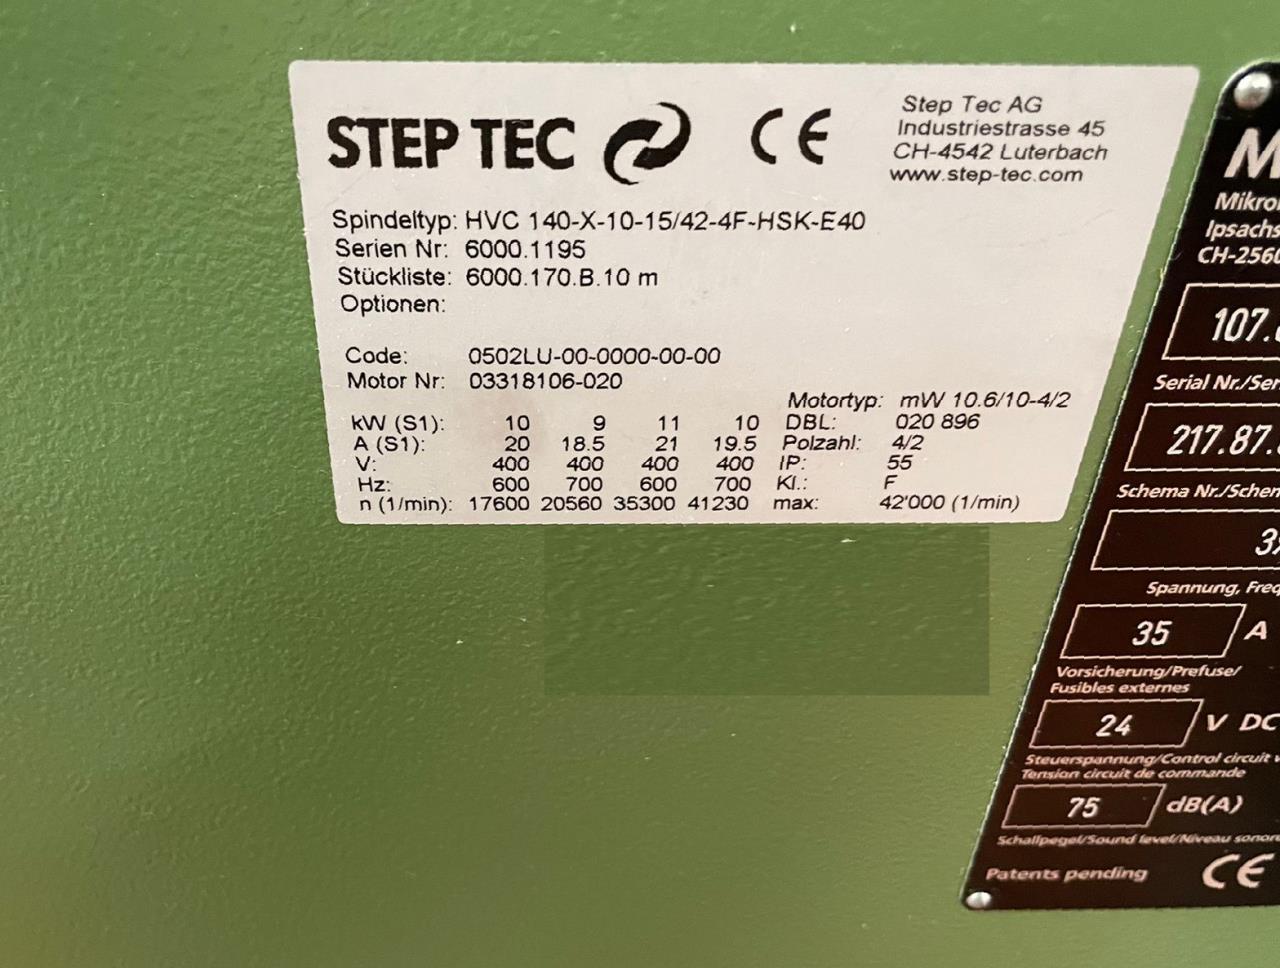 STEP TEC CE
Step Tec AG
Industriestrasse 45
CH-4542 Luterbach
www.step-tec.com
Spindeltyp: HVC 140-X-10-15/42-4F-HSK-E40
Serien Nr: 6000.1195
Stückliste: 6000.170.B.10 m
Optionen:
Code: 0502LU-00-0000-00-00
Motor Nr: 03318106-020
kW (S1): 10 9 11 10
A (S1): 20 18.5 21 19.5
V: 400 400 400 400
Hz: 600 700 600 700
n (1/min): 17600 20560 35300 41230
Motortyp: mW 10.6/10-4/2
DBL: 020 896
Polzahl: 4/2
IP: 55
Kl.: F
max: 42'000 (1/min)
CH-256
107.
Serial Nr./Ser
217.87.
Schema Nr./Schem
Spannung, Freq
35 A
Vorsicherung/Prefuse/
Fusibles externes
24 V DC
Steuerspannung/Control circuit
Tension circuit de commande
75 dB(A)
Schallpegel/Sound level/Niveau sonor
Patents pending CE